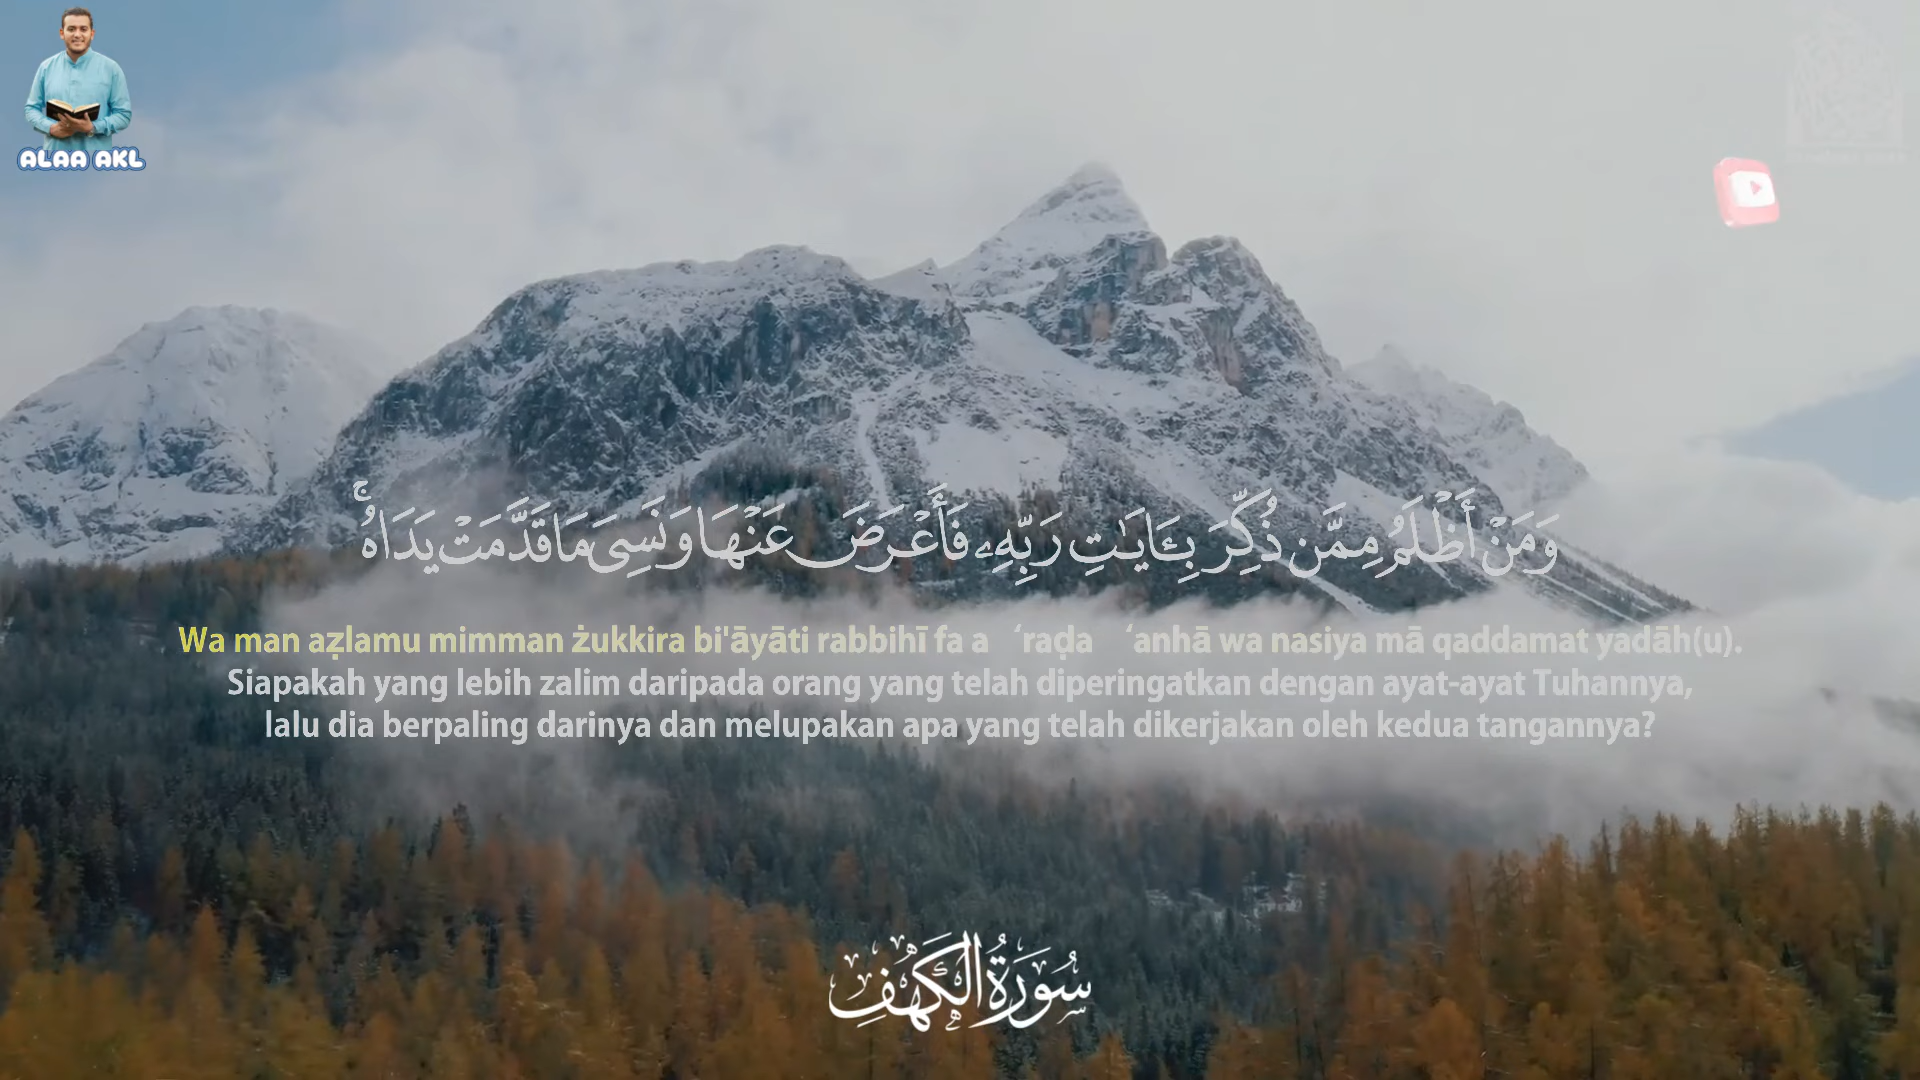 ALAA AKL
وَمَنْ أَظْلَمُ مِمَّن ذُكِّرَ بِـَٔايَـٰتِ رَبِّهِۦ فَأَعْرَضَ عَنْهَا وَنَسِىَ مَا قَدَّمَتْ يَدَاهُ ۚ
Wa man aẓlamu mimman żukkira bi'āyāti rabbihī fa a‘raḍa ‘anhā wa nasiya mā qaddamat yadāh(u).
Siapakah yang lebih zalim daripada orang yang telah diperingatkan dengan ayat-ayat Tuhannya,
lalu dia berpaling darinya dan melupakan apa yang telah dikerjakan oleh kedua tangannya?
سُورَةُ الْكَهْفِ